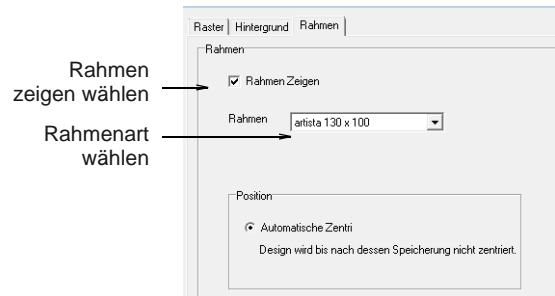 Raster Hintergrund Rahmen
Rahmen
Rahmen
zeigen wählen
Rahmen Zeigen
Rahmenart
wählen
Rahmen artista 130 x 100
Position
Automatische Zentri
Design wird bis nach dessen Speicherung nicht zentriert.